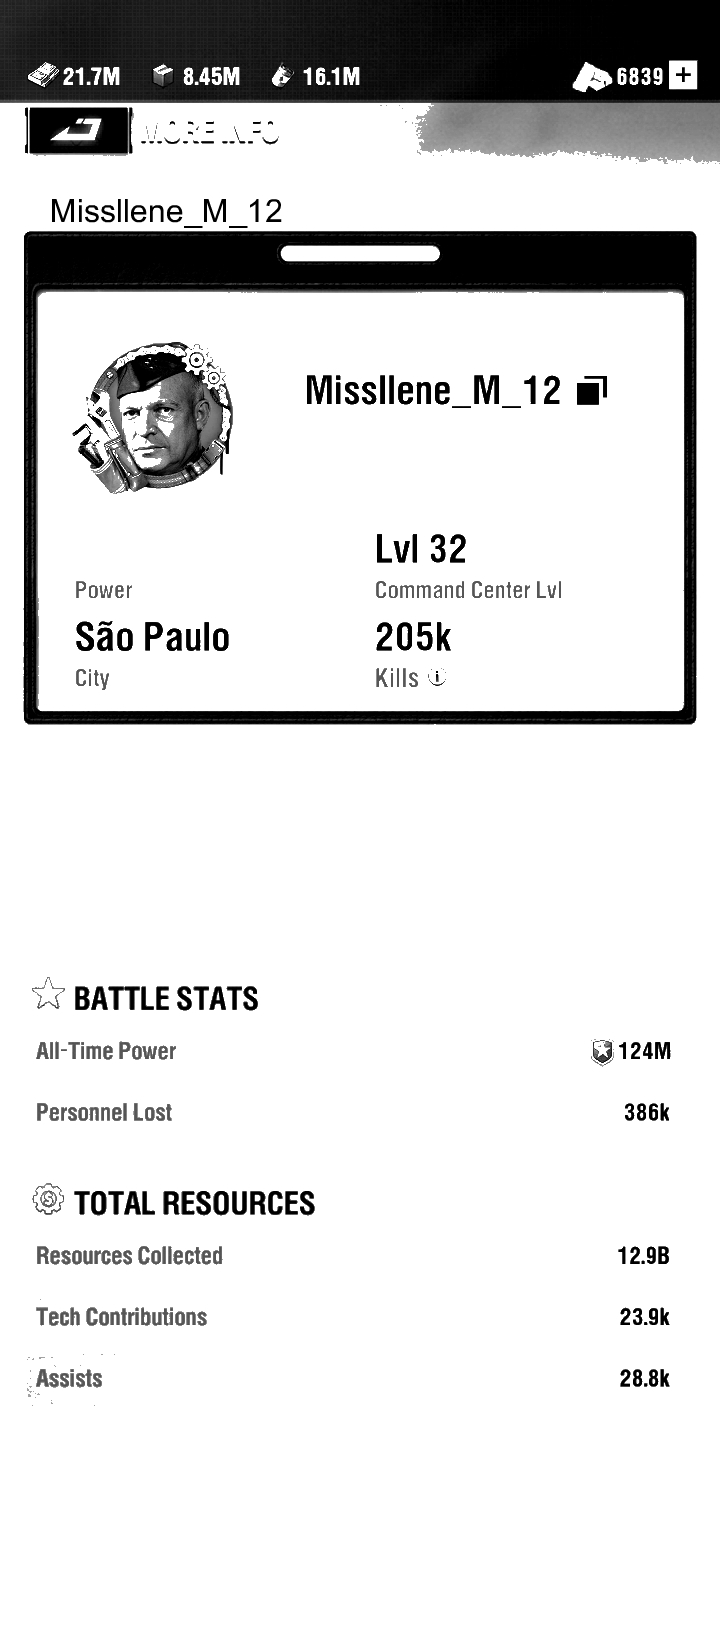 21.7M 8.45M 16.1M 6839 +
MORE INFO
Missllene_M_12
Missllene_M_12
Lvl 32
Power Command Center Lvl
São Paulo 205k
City Kills
BATTLE STATS
All-Time Power 124M
Personnel Lost 386k
TOTAL RESOURCES
Resources Collected 12.9B
Tech Contributions 23.9k
Assists 28.8k